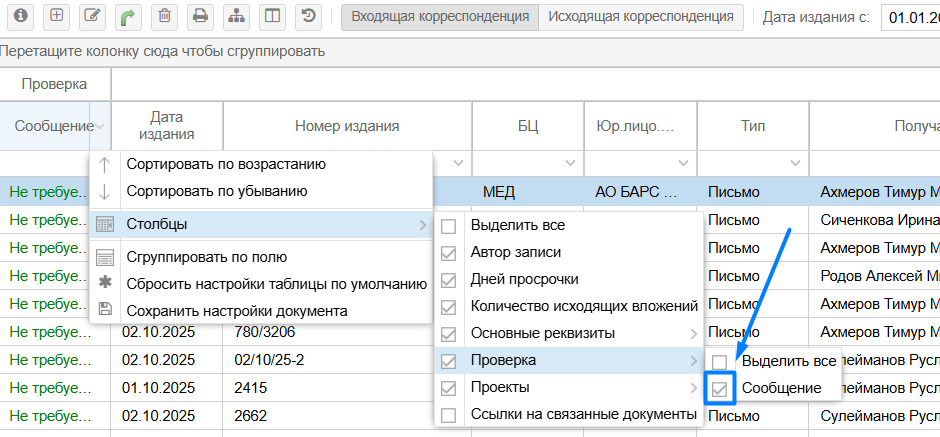 Входящая корреспонденция Исходящая корреспонденция Дата издания с: 01.01.20
Перетащите колонку сюда чтобы сгруппировать
Проверка
Сообщение Дата издания Номер издания БЦ Юр.лицо.... Тип Получа
Сортировать по возрастанию
Сортировать по убыванию
Столбцы
Сгруппировать по полю
Сбросить настройки таблицы по умолчанию
Сохранить настройки документа
Выделить все
Автор записи
Дней просрочки
Количество исходящих вложений
Основные реквизиты
Проверка
Проекты
Ссылки на связанные документы
Выделить все
Сообщение
Не требуе... МЕД АО БАРС ... Письмо Ахмеров Тимур М
Не требуе... Письмо Сиченкова Ирина
Не требуе... Ахмеров Тимур М
Не требуе... Письмо Родов Алексей Ми
Не требуе... Письмо Ахмеров Тимур М
Не требуе... 02.10.2025 780/3206 Письмо Ахмеров Тимур М
Не требуе... 02.10.2025 02/10/25-2 улейманов Русл
Не требуе... 01.10.2025 2415 улейманов Русл
Не требуе... 02.10.2025 2662 Письмо Сулейманов Русл